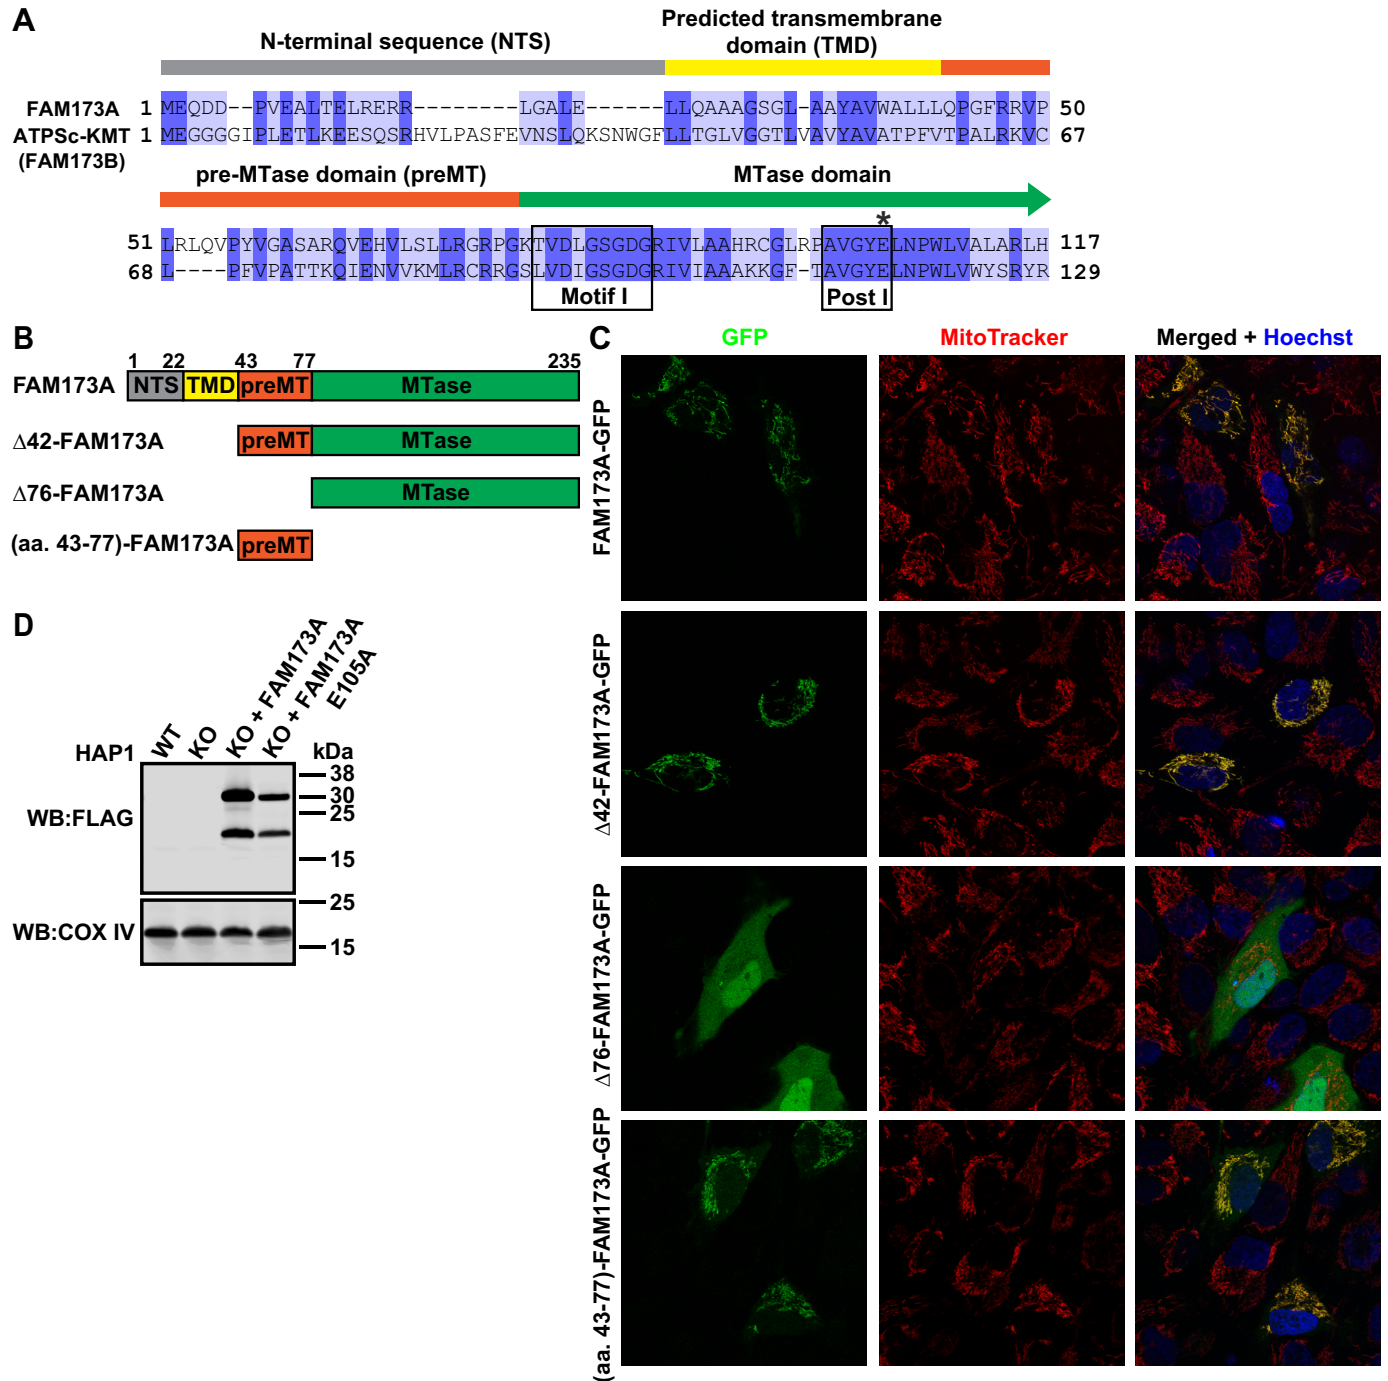 A
N-terminal sequence (NTS)
Predicted transmembrane
domain (TMD)
FAM173A 1 MEQDD--PVEALTELRERR--------LGALE------LLQAAAGSGL-AAYAVWALLLQPGFRRVP 50
ATPSc-KMT 1 MEGGGGIPLETLKEESQSRHVLPASFEVNSLQKSNWGFLLTGLVGGTLVAVYAVATPFVTPALRKVC 67
(FAM173B)
pre-MTase domain (preMT)
MTase domain
*
51 LRLQVPYVGASARQVEHVLSLLRGRPGKTVDLGSGDGRIVLAAHRCGLRPAVGYELNPWLVALARLH 117
68 L----PFVPATTKQIENVVKMLRCRRGSLVDIGSGDGRIVIAAAKKGF-TAVGYELNPWLVWYSRYR 129
Motif I
Post I
B
1 22 43 77 235
FAM173A NTS TMD preMT MTase
Δ42-FAM173A preMT MTase
Δ76-FAM173A MTase
(aa. 43-77)-FAM173A preMT
C
GFP
MitoTracker
Merged + Hoechst
FAM173A-GFP
Δ42-FAM173A-GFP
Δ76-FAM173A-GFP
(aa. 43-77)-FAM173A-GFP
D
HAP1
WT
KO
KO + FAM173A
KO + FAM173A
E105A
kDa
38
30
25
15
WB:FLAG
25
15
WB:COX IV